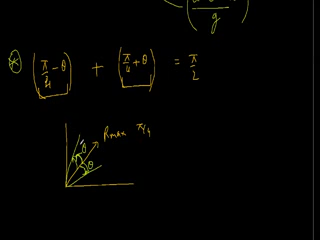 g
* (π/4 - θ) + (π/4 + θ) = π/2
θ Rmax π/4
θ